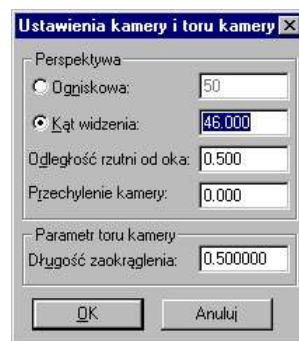 Ustawienia kamery i toru kamery
Perspektywa
Ogniskowa: 50
Kąt widzenia: 46.000
Odległość rzutni od oka: 0.500
Przechylenie kamery: 0.000
Parametr toru kamery
Długość zaokrąglenia: 0.500000
OK Anuluj